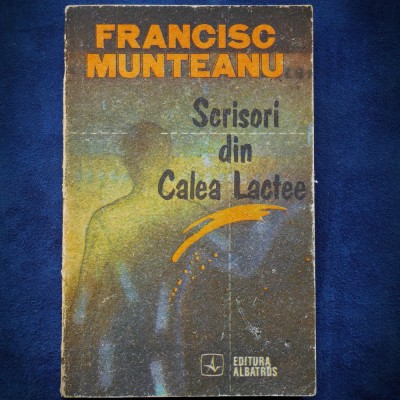 FRANCISC
MUNTEANU
Scrisori
din
Calea Lactee
EDITURA
ALBATROS